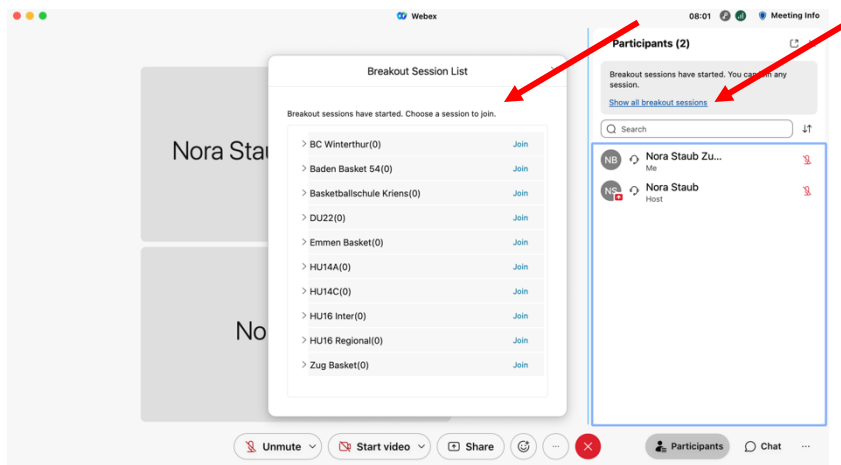 Webex
08:01
Meeting Info
Participants (2)
Breakout sessions have started. You can join any
session.
Show all breakout sessions
Search
NB
Nora Staub Zu...
Me
NS
Nora Staub
Host
Breakout Session List
Breakout sessions have started. Choose a session to join.
BC Winterthur(0) Join
Baden Basket 54(0) Join
Basketballschule Kriens(0) Join
DU22(0) Join
Emmen Basket(0) Join
HU14A(0) Join
HU14C(0) Join
HU16 Inter(0) Join
HU16 Regional(0) Join
Zug Basket(0) Join
Nora Stau
No
Unmute
Start video
Share
Participants
Chat